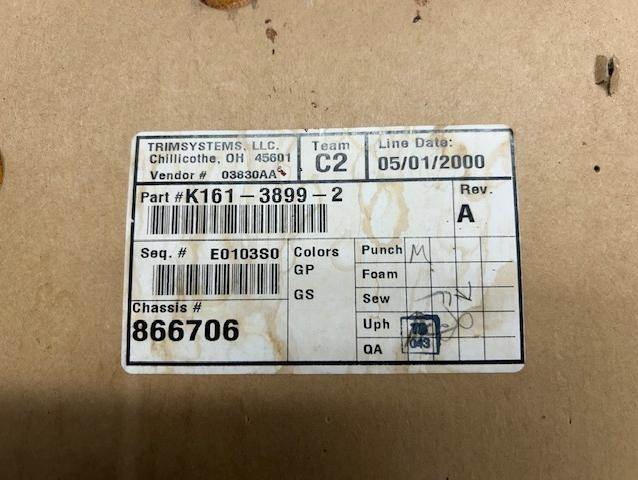 TRIMSYSTEMS, LLC.
Chillicothe, OH 45601
Vendor # 03830AA
Team
C2
Line Date:
05/01/2000
Part # K161-3899-2
Rev.
A
Seq. # E0103S0
Colors
GP
GS
Chassis #
866706
Punch M
Foam
Sew
Uph
QA
043